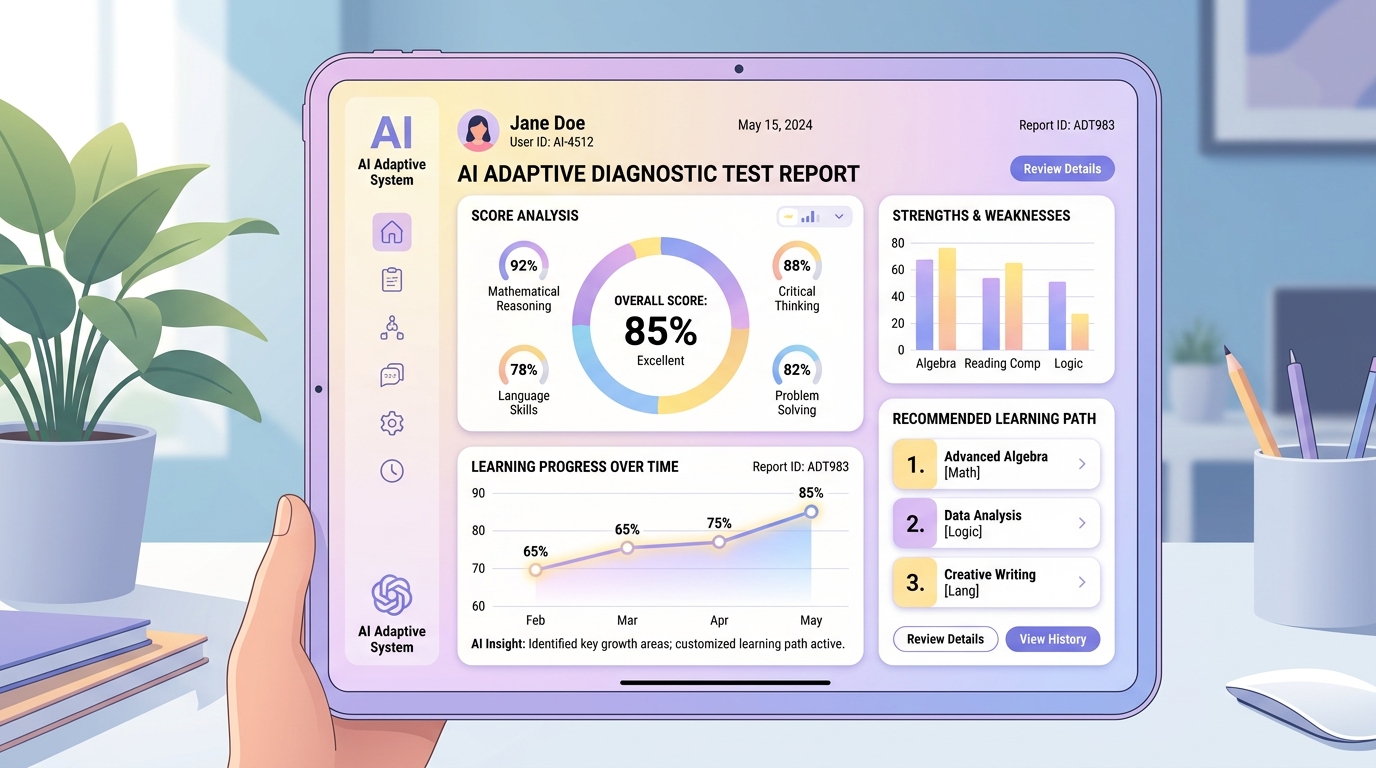 AI
AI Adaptive
System
Jane Doe
User ID: AI-4512
May 15, 2024
Report ID: ADT983
AI ADAPTIVE DIAGNOSTIC TEST REPORT
Review Details
SCORE ANALYSIS
92%
Mathematical
Reasoning
88%
Critical
Thinking
OVERALL SCORE:
85%
Excellent
78%
Language
Skills
82%
Problem
Solving
STRENGTHS & WEAKNESSES
80
60
40
20
0
Algebra
Reading Comp
Logic
LEARNING PROGRESS OVER TIME
Report ID: ADT983
90
80
70
60
65%
65%
75%
85%
Feb
Mar
Apr
May
AI Insight: Identified key growth areas; customized learning path active.
RECOMMENDED LEARNING PATH
1.
Advanced Algebra
[Math]
2.
Data Analysis
[Logic]
3.
Creative Writing
[Lang]
Review Details
View History
AI Adaptive
System